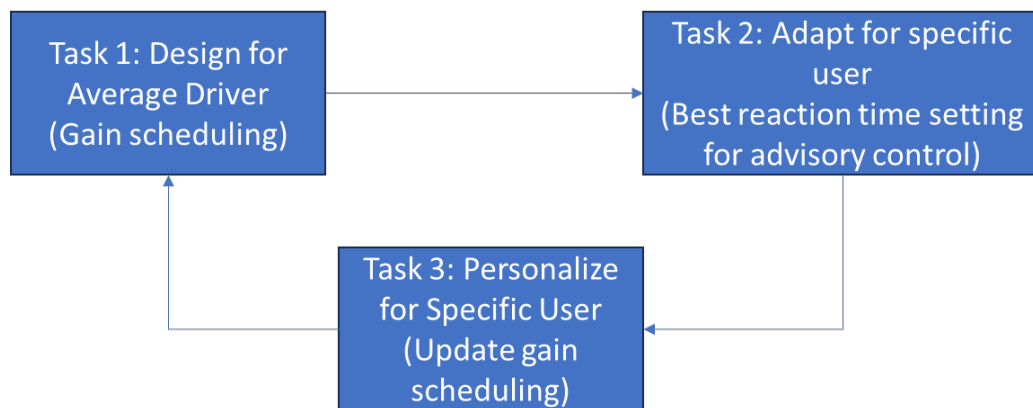 Task 1: Design for
Average Driver
(Gain scheduling)
Task 2: Adapt for specific
user
(Best reaction time setting
for advisory control)
Task 3: Personalize
for Specific User
(Update gain
scheduling)